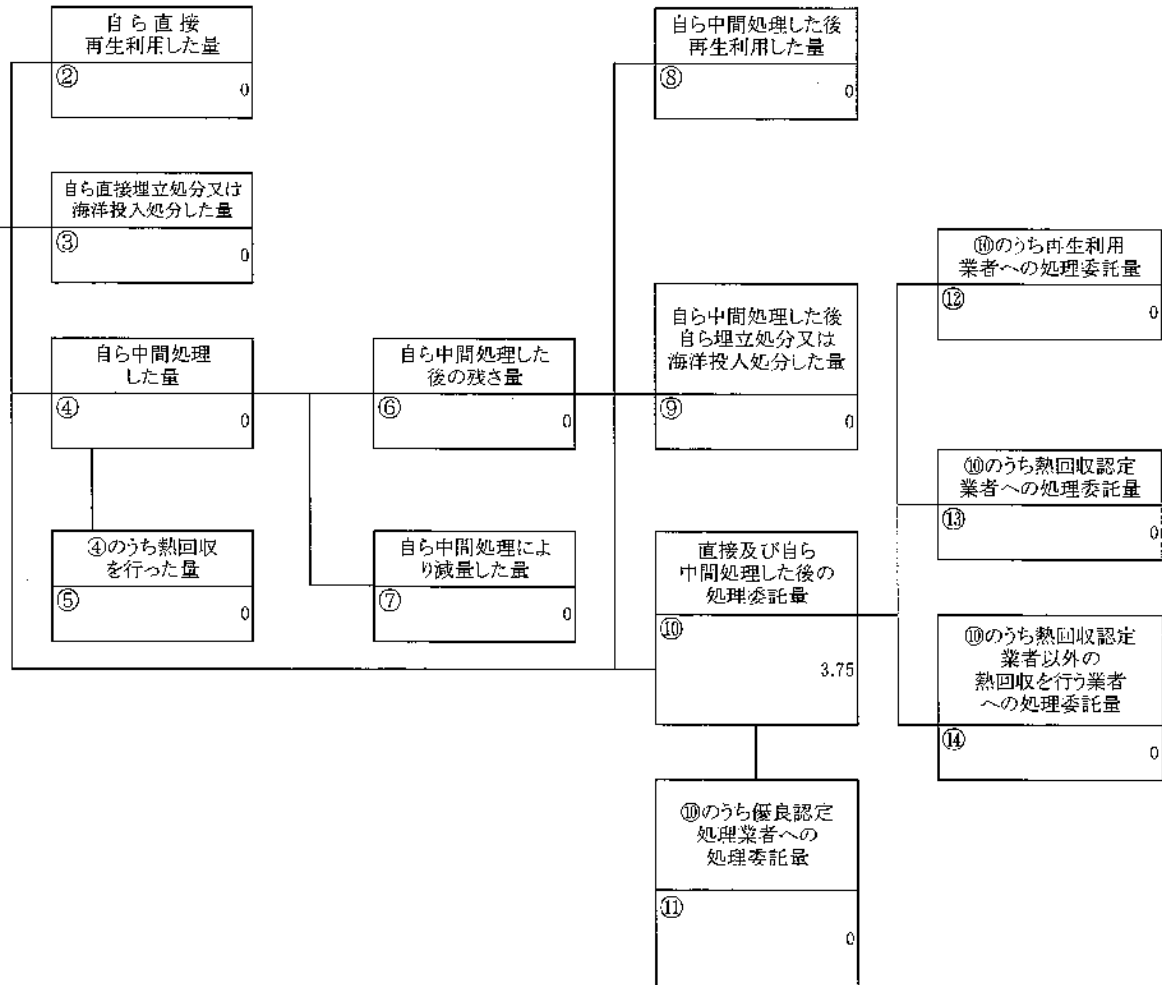 自ら直接
再生利用した量
②
0
自ら直接埋立処分又は
海洋投入処分した量
③
0
自ら中間処理
した量
④
0
④のうち熱回収
を行った量
⑤
0
自ら中間処理した
後の残さ量
⑥
0
自ら中間処理によ
り減量した量
⑦
0
自ら中間処理した後
再生利用した量
⑧
0
自ら中間処理した後
自ら埋立処分又は
海洋投入処分した量
⑨
0
直接及び自ら
中間処理した後の
処理委託量
⑩
3.75
⑩のうち優良認定
処理業者への
処理委託量
⑪
0
⑩のうち再生利用
業者への処理委託量
⑫
0
⑩のうち熱回収認定
業者への処理委託量
⑬
0
⑩のうち熱回収認定
業者以外の
熱回収を行う業者
への処理委託量
⑭
0